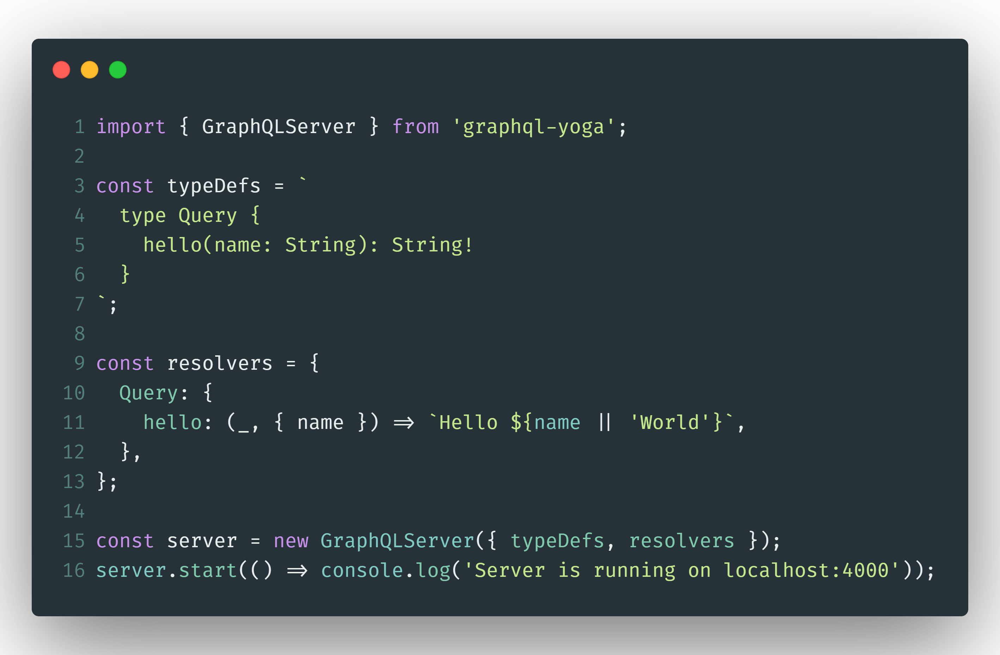 1 import { GraphQLServer } from 'graphql-yoga';
2
3 const typeDefs = `
4   type Query {
5     hello(name: String): String!
6   }
7 `;
8
9 const resolvers = {
10   Query: {
11     hello: (_, { name }) => `Hello ${name || 'World'}`,
12   },
13 };
14
15 const server = new GraphQLServer({ typeDefs, resolvers });
16 server.start(() => console.log('Server is running on localhost:4000'));